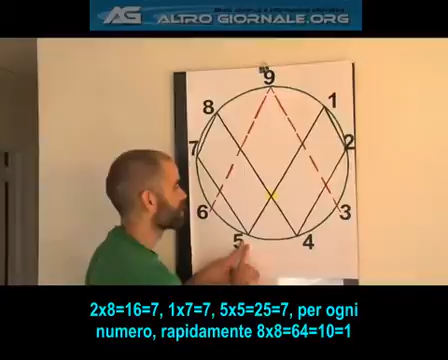 ALTRO GIORNALE.ORG
9
8 1
7 2
6 3
5 4
2x8=16=7, 1x7=7, 5x5=25=7, per ogni
numero, rapidamente 8x8=64=10=1